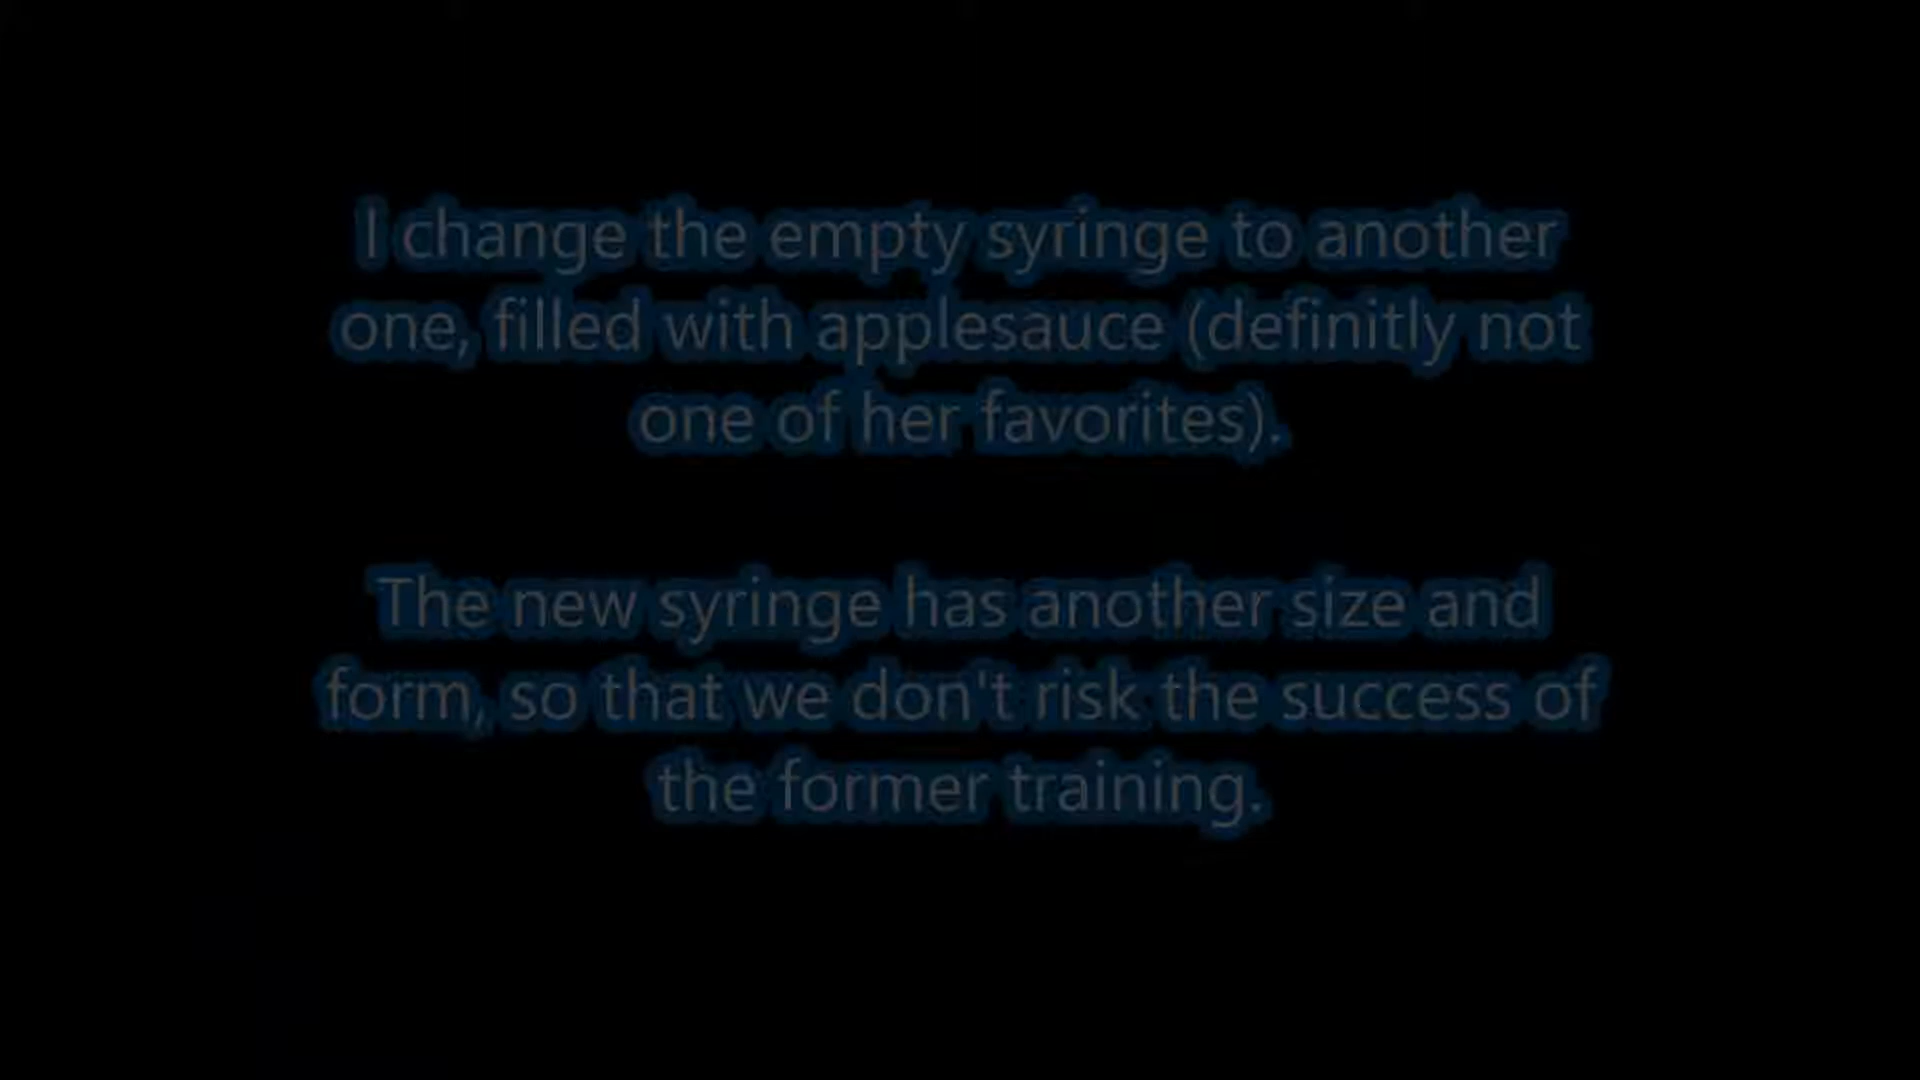 I change the empty syringe to another
one, filled with applesauce (definitly not
one of her favorites).
The new syringe has another size and
form, so that we don't risk the success of
the former training.